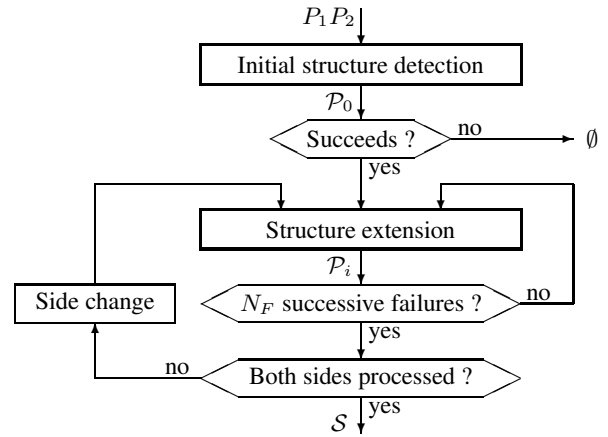 P₁P₂
Initial structure detection
𝒫₀
Succeeds ?
no
∅
yes
Structure extension
𝒫ᵢ
Side change
N_F successive failures ?
no
yes
no
Both sides processed ?
yes
𝒮